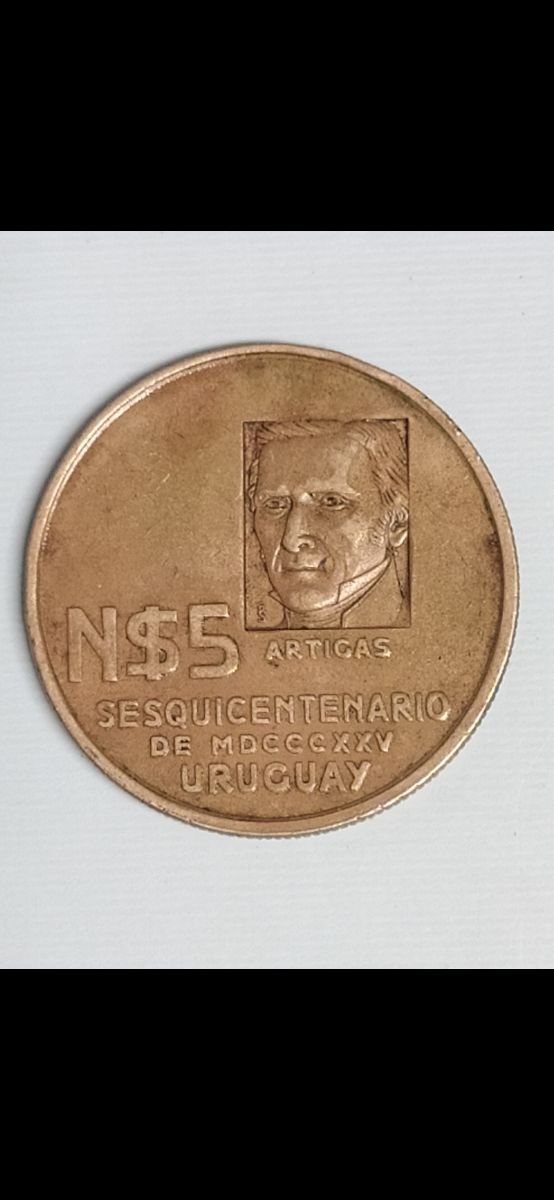 N$5
ARTIGAS
SESQUICENTENARIO
DE MDCCCXXV
URUGUAY